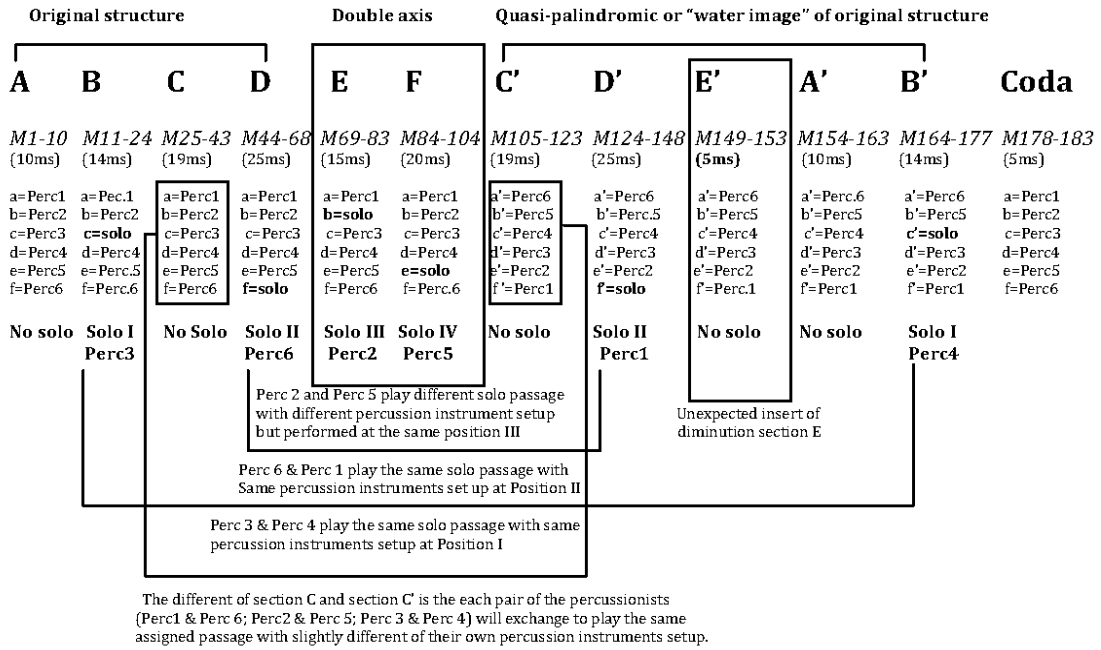 Original structure Double axis Quasi-palindromic or “water image” of original structure
A B C D E F C’ D’ E’ A’ B’ Coda
M1-10 M11-24 M25-43 M44-68 M69-83 M84-104 M105-123 M124-148 M149-153 M154-163 M164-177 M178-183
(10ms) (14ms) (19ms) (25ms) (15ms) (20ms) (19ms) (25ms) (5ms) (10ms) (14ms) (5ms)
a=Perc1 a=Pec.1 a=Perc1 a=Perc1 a=Perc1 a=Perc1 a’=Perc6 a’=Perc6 a’=Perc6 a’=Perc.6 a’=Perc6 a=Perc1
b=Perc2 b=Perc2 b=Perc2 b=Perc2 b=solo b=Perc2 b’=Perc5 b’=Perc.5 b’=Perc5 b’=Perc5 b’=Perc5 b=Perc2
c=Perc3 c=solo c=Perc3 c=Perc3 c=Perc3 c=Perc3 c’=Perc4 c’=Perc4 c’=Perc4 c’=Perc4 c’=solo c=Perc3
d=Perc4 d=Perc4 d=Perc4 d=Perc4 d=Perc4 d=Perc4 d’=Perc3 d’=Perc3 d’=Perc3 d’=Perc3 d’=Perc3 d=Perc4
e=Perc5 e=Perc.5 e=Perc5 e=Perc5 e=Perc5 e=solo e’=Perc2 e’=Perc2 e’=Perc2 e’=Perc2 e’=Perc2 e=Perc5
f=Perc6 f=Perc.6 f=Perc6 f=solo f=Perc6 f=Perc.6 f’=Perc1 f’=solo f’=Perc.1 f’=Perc1 f’=Perc1 f=Perc6
No solo Solo I No Solo Solo II Solo III Solo IV No solo Solo II No solo No solo Solo I
Perc3 Perc6 Perc2 Perc5 Perc1 Perc4
Perc 2 and Perc 5 play different solo passage
with different percussion instrument setup
but performed at the same position III
Unexpected insert of
diminution section E
Perc 6 & Perc 1 play the same solo passage with
Same percussion instruments set up at Position II
Perc 3 & Perc 4 play the same solo passage with same
percussion instruments setup at Position I
The different of section C and section C’ is the each pair of the percussionists
(Perc1 & Perc 6; Perc2 & Perc 5; Perc 3 & Perc 4) will exchange to play the same
assigned passage with slightly different of their own percussion instruments setup.